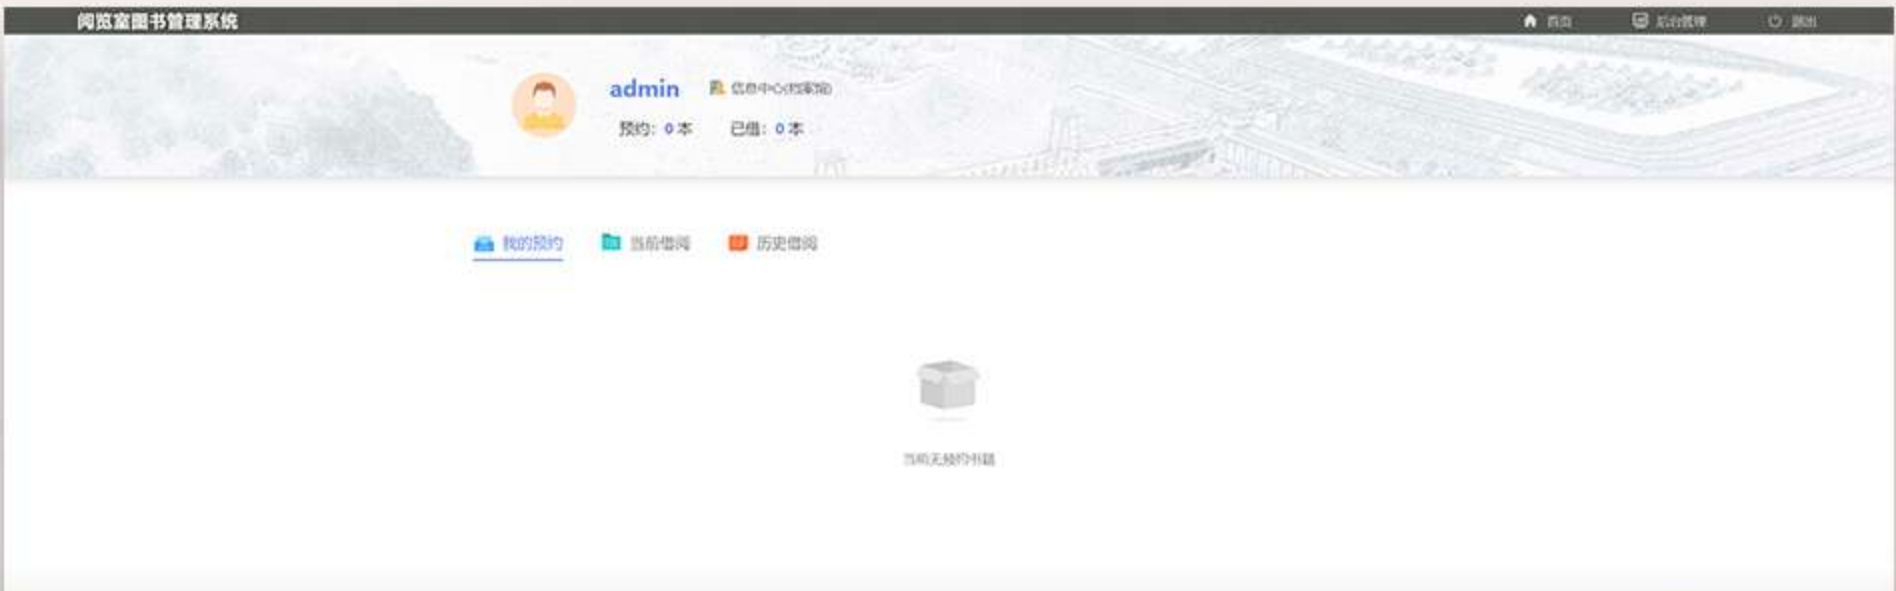 阅览室图书管理系统
首页 后台管理 退出
admin 信息中心(档案馆)
预约: 0 本 已借: 0 本
我的预约 当前借阅 历史借阅
当前无预约书籍